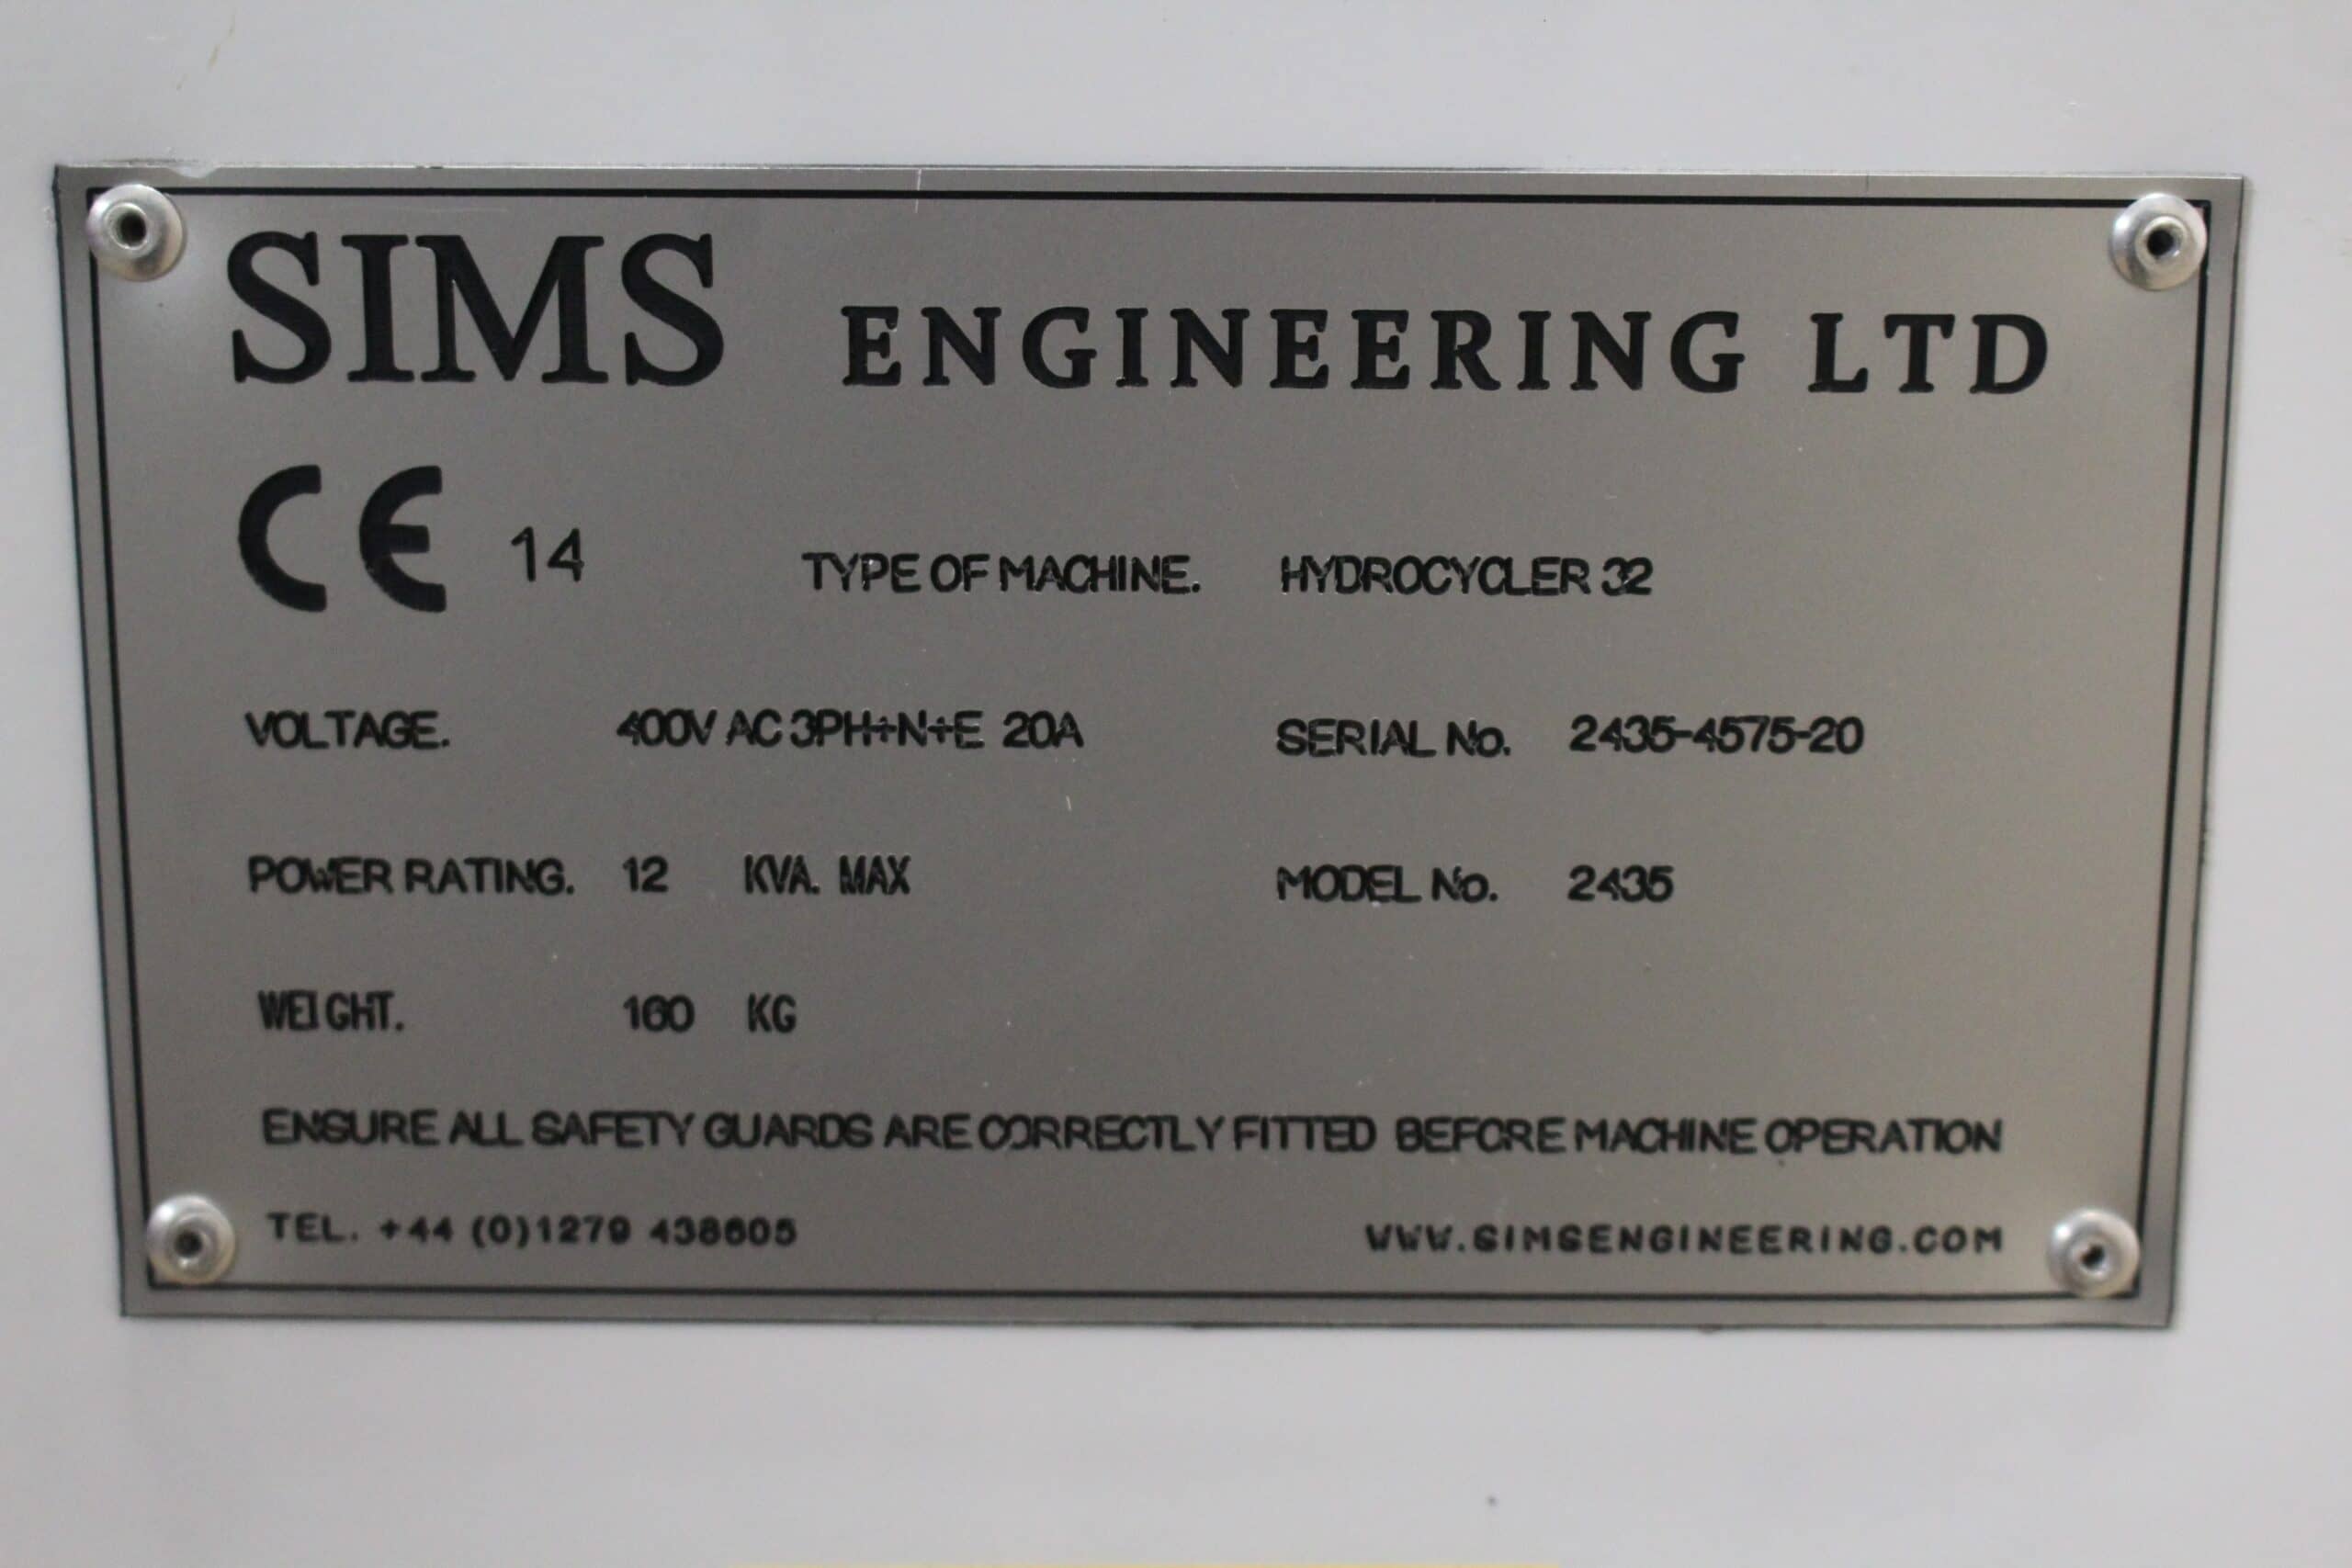 SIMS ENGINEERING LTD
CE 14 TYPE OF MACHINE. HYDROCYCLER 32
VOLTAGE. 400V AC 3PH+N+E 20A SERIAL No. 2435-4575-20
POWER RATING. 12 KVA. MAX MODEL No. 2435
WEIGHT. 160 KG
ENSURE ALL SAFETY GUARDS ARE CORRECTLY FITTED BEFORE MACHINE OPERATION
TEL. +44 (0)1279 438605 WWW.SIMSENGINEERING.COM